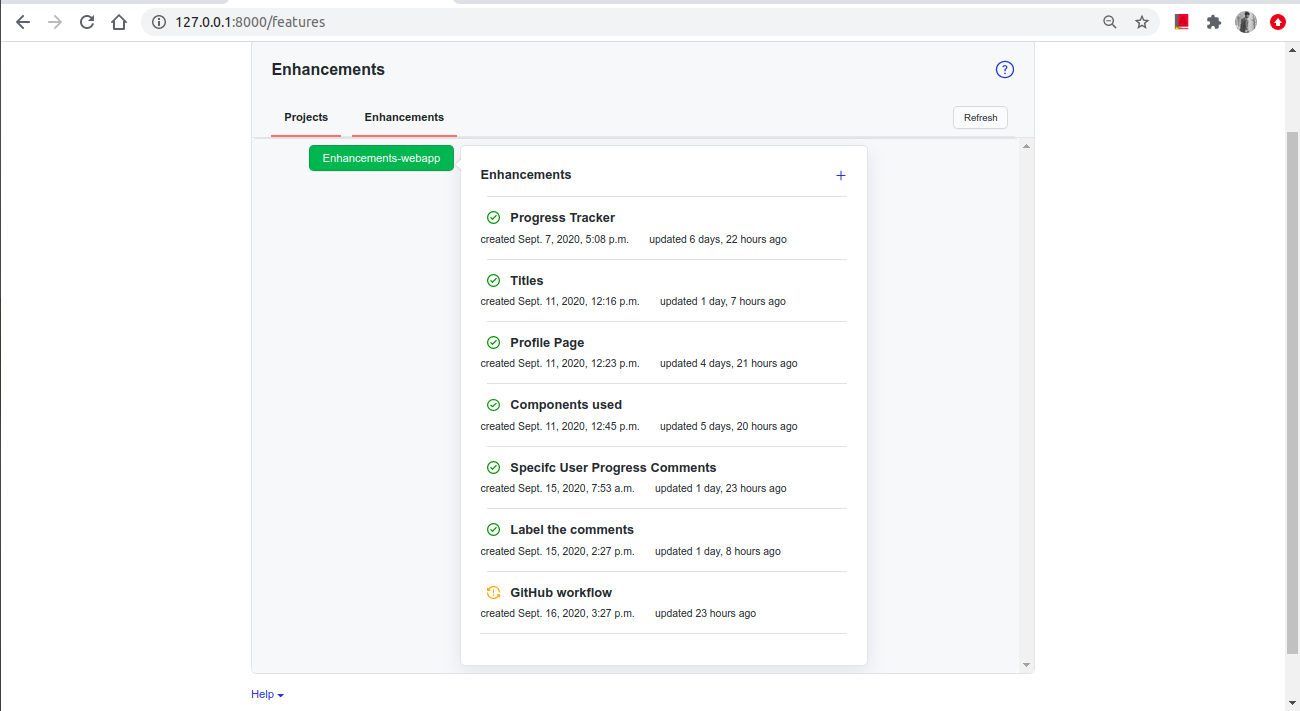 127.0.0.1:8000/features
Enhancements
?
Projects Enhancements Refresh
Enhancements-webapp
Enhancements +
Progress Tracker
created Sept. 7, 2020, 5:08 p.m. updated 6 days, 22 hours ago
Titles
created Sept. 11, 2020, 12:16 p.m. updated 1 day, 7 hours ago
Profile Page
created Sept. 11, 2020, 12:23 p.m. updated 4 days, 21 hours ago
Components used
created Sept. 11, 2020, 12:45 p.m. updated 5 days, 20 hours ago
Specifc User Progress Comments
created Sept. 15, 2020, 7:53 a.m. updated 1 day, 23 hours ago
Label the comments
created Sept. 15, 2020, 2:27 p.m. updated 1 day, 8 hours ago
GitHub workflow
created Sept. 16, 2020, 3:27 p.m. updated 23 hours ago
Help